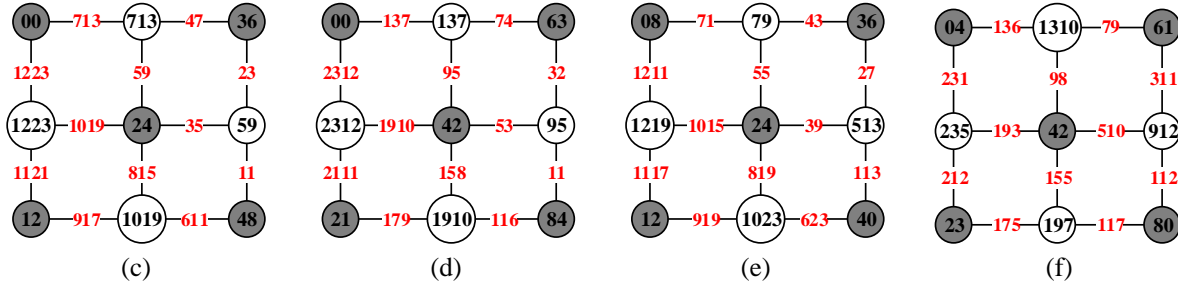 00 713 713 47 36
1223 59 23
1223 1019 24 35 59
1121 815 11
12 917 1019 611 48
(c)
00 137 137 74 63
2312 95 32
2312 1910 42 53 95
2111 158 11
21 179 1910 116 84
(d)
08 71 79 43 36
1211 55 27
1219 1015 24 39 513
1117 819 113
12 919 1023 623 40
(e)
04 136 1310 79 61
231 98 311
235 193 42 510 912
212 155 112
23 175 197 117 80
(f)